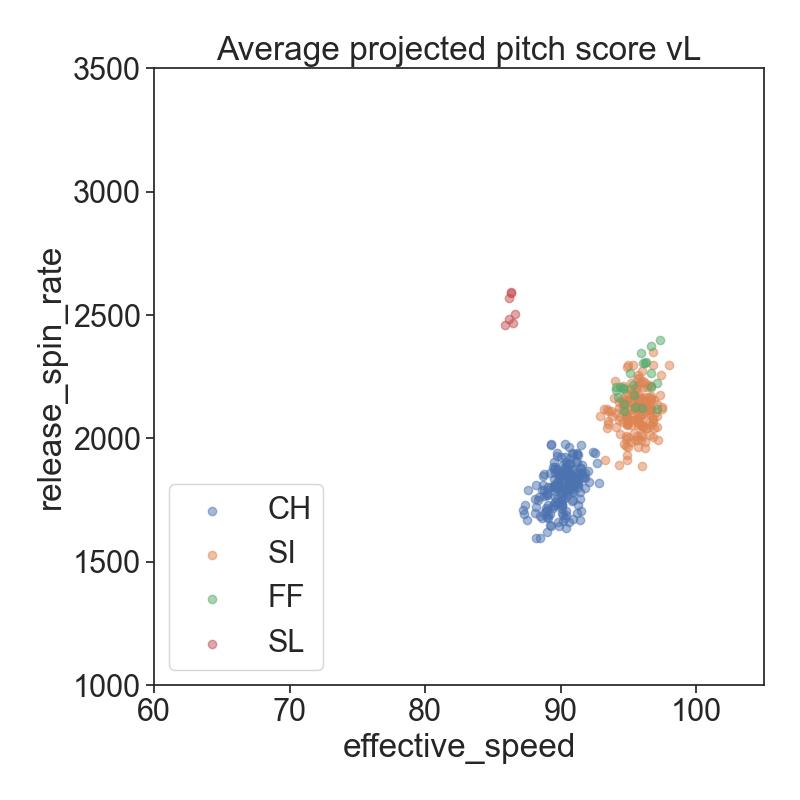 Average projected pitch score vL
3500
3000
2500
2000
1500
1000
release_spin_rate
CH
SI
FF
SL
60 70 80 90 100
effective_speed